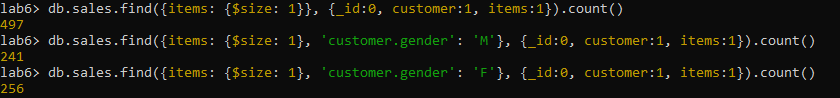 lab6> db.sales.find({items: {$size: 1}}, {_id:0, customer:1, items:1}).count()
497
lab6> db.sales.find({items: {$size: 1}, 'customer.gender': 'M'}, {_id:0, customer:1, items:1}).count()
241
lab6> db.sales.find({items: {$size: 1}, 'customer.gender': 'F'}, {_id:0, customer:1, items:1}).count()
256